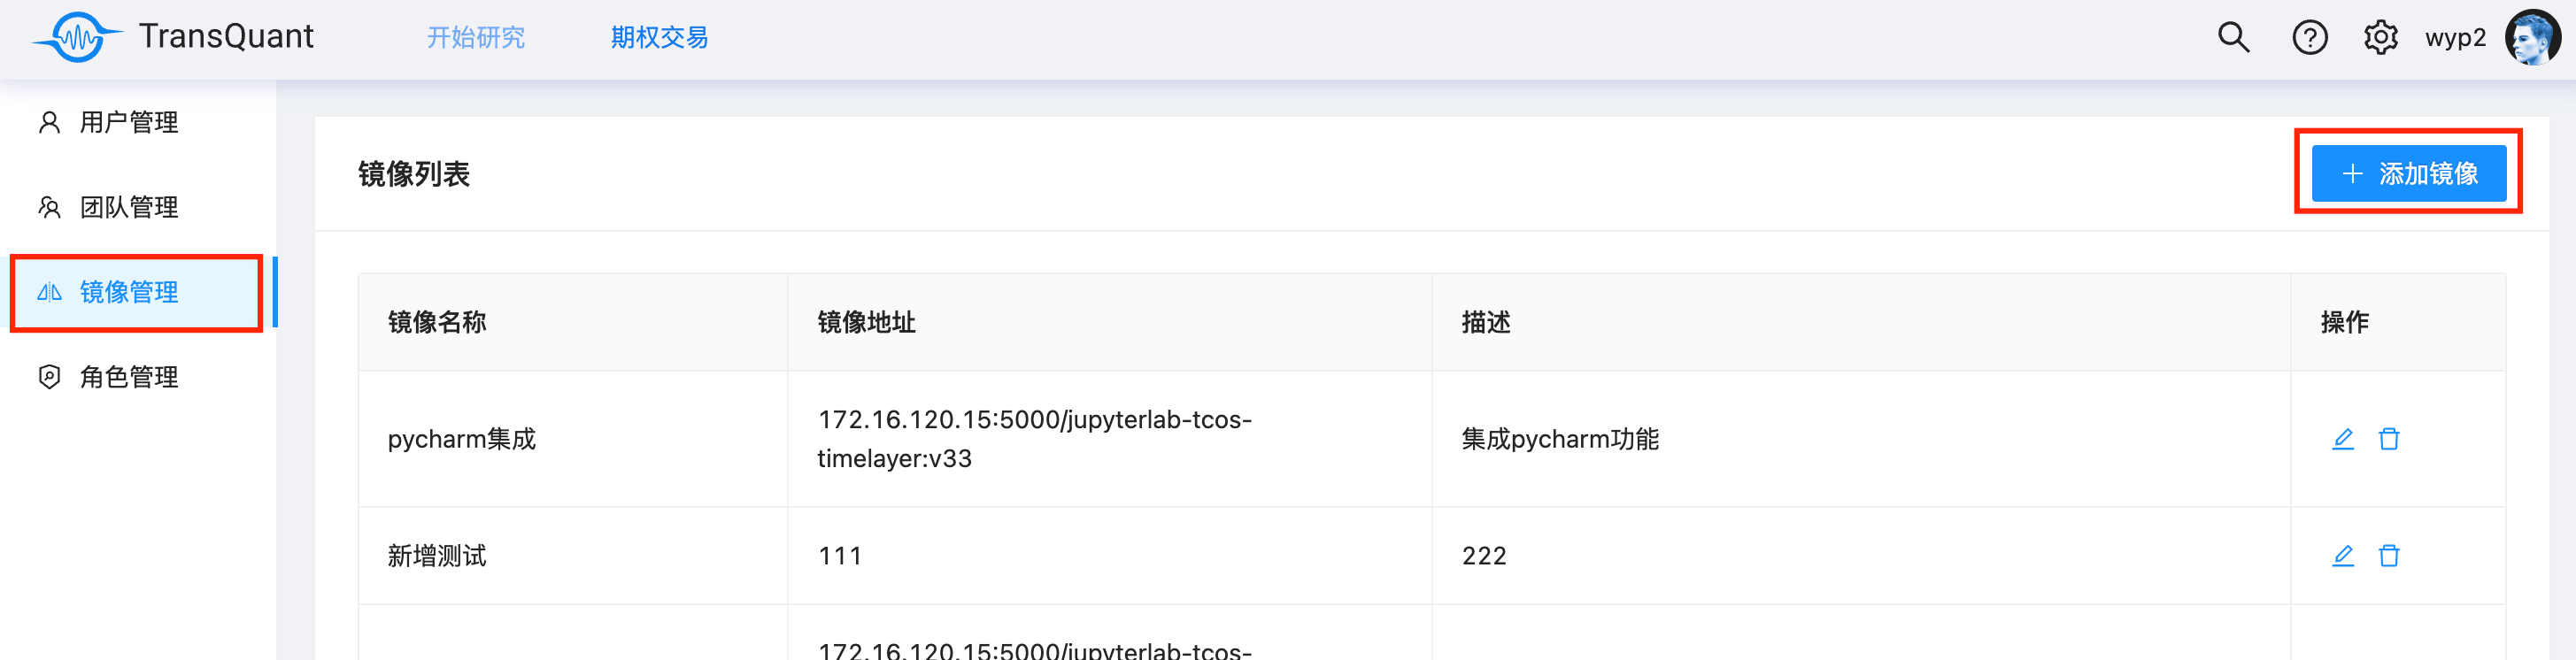 TransQuant
开始研究
期权交易
wyp2
用户管理
团队管理
镜像管理
角色管理
镜像列表
添加镜像
镜像名称
镜像地址
描述
操作
pycharm集成
172.16.120.15:5000/jupyterlab-tcos-
timelayer:v33
集成pycharm功能
新增测试
111
222
172.16.120.15:5000/jupyterlab-tcos-